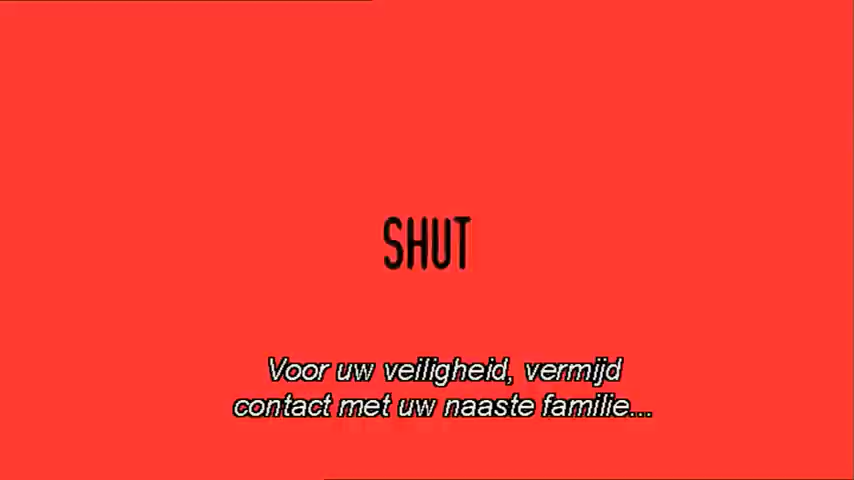 SHUT
Voor uw veiligheid, vermijd
contact met uw naaste familie...